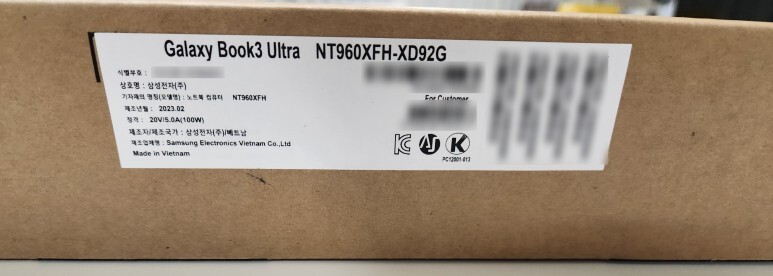 Galaxy Book3 Ultra NT960XFH-XD92G
식별부호 :
상호명 : 삼성전자(주)
기자재의 명칭(모델명) : 노트북 컴퓨터 NT960XFH
제조년월 : 2023.02
정격 : 20V/5.0A(100W)
제조자/제조국가 : 삼성전자(주)/베트남
제조업체명 : Samsung Electronics Vietnam Co.,Ltd
Made in Vietnam
For Customer
PC12001-013